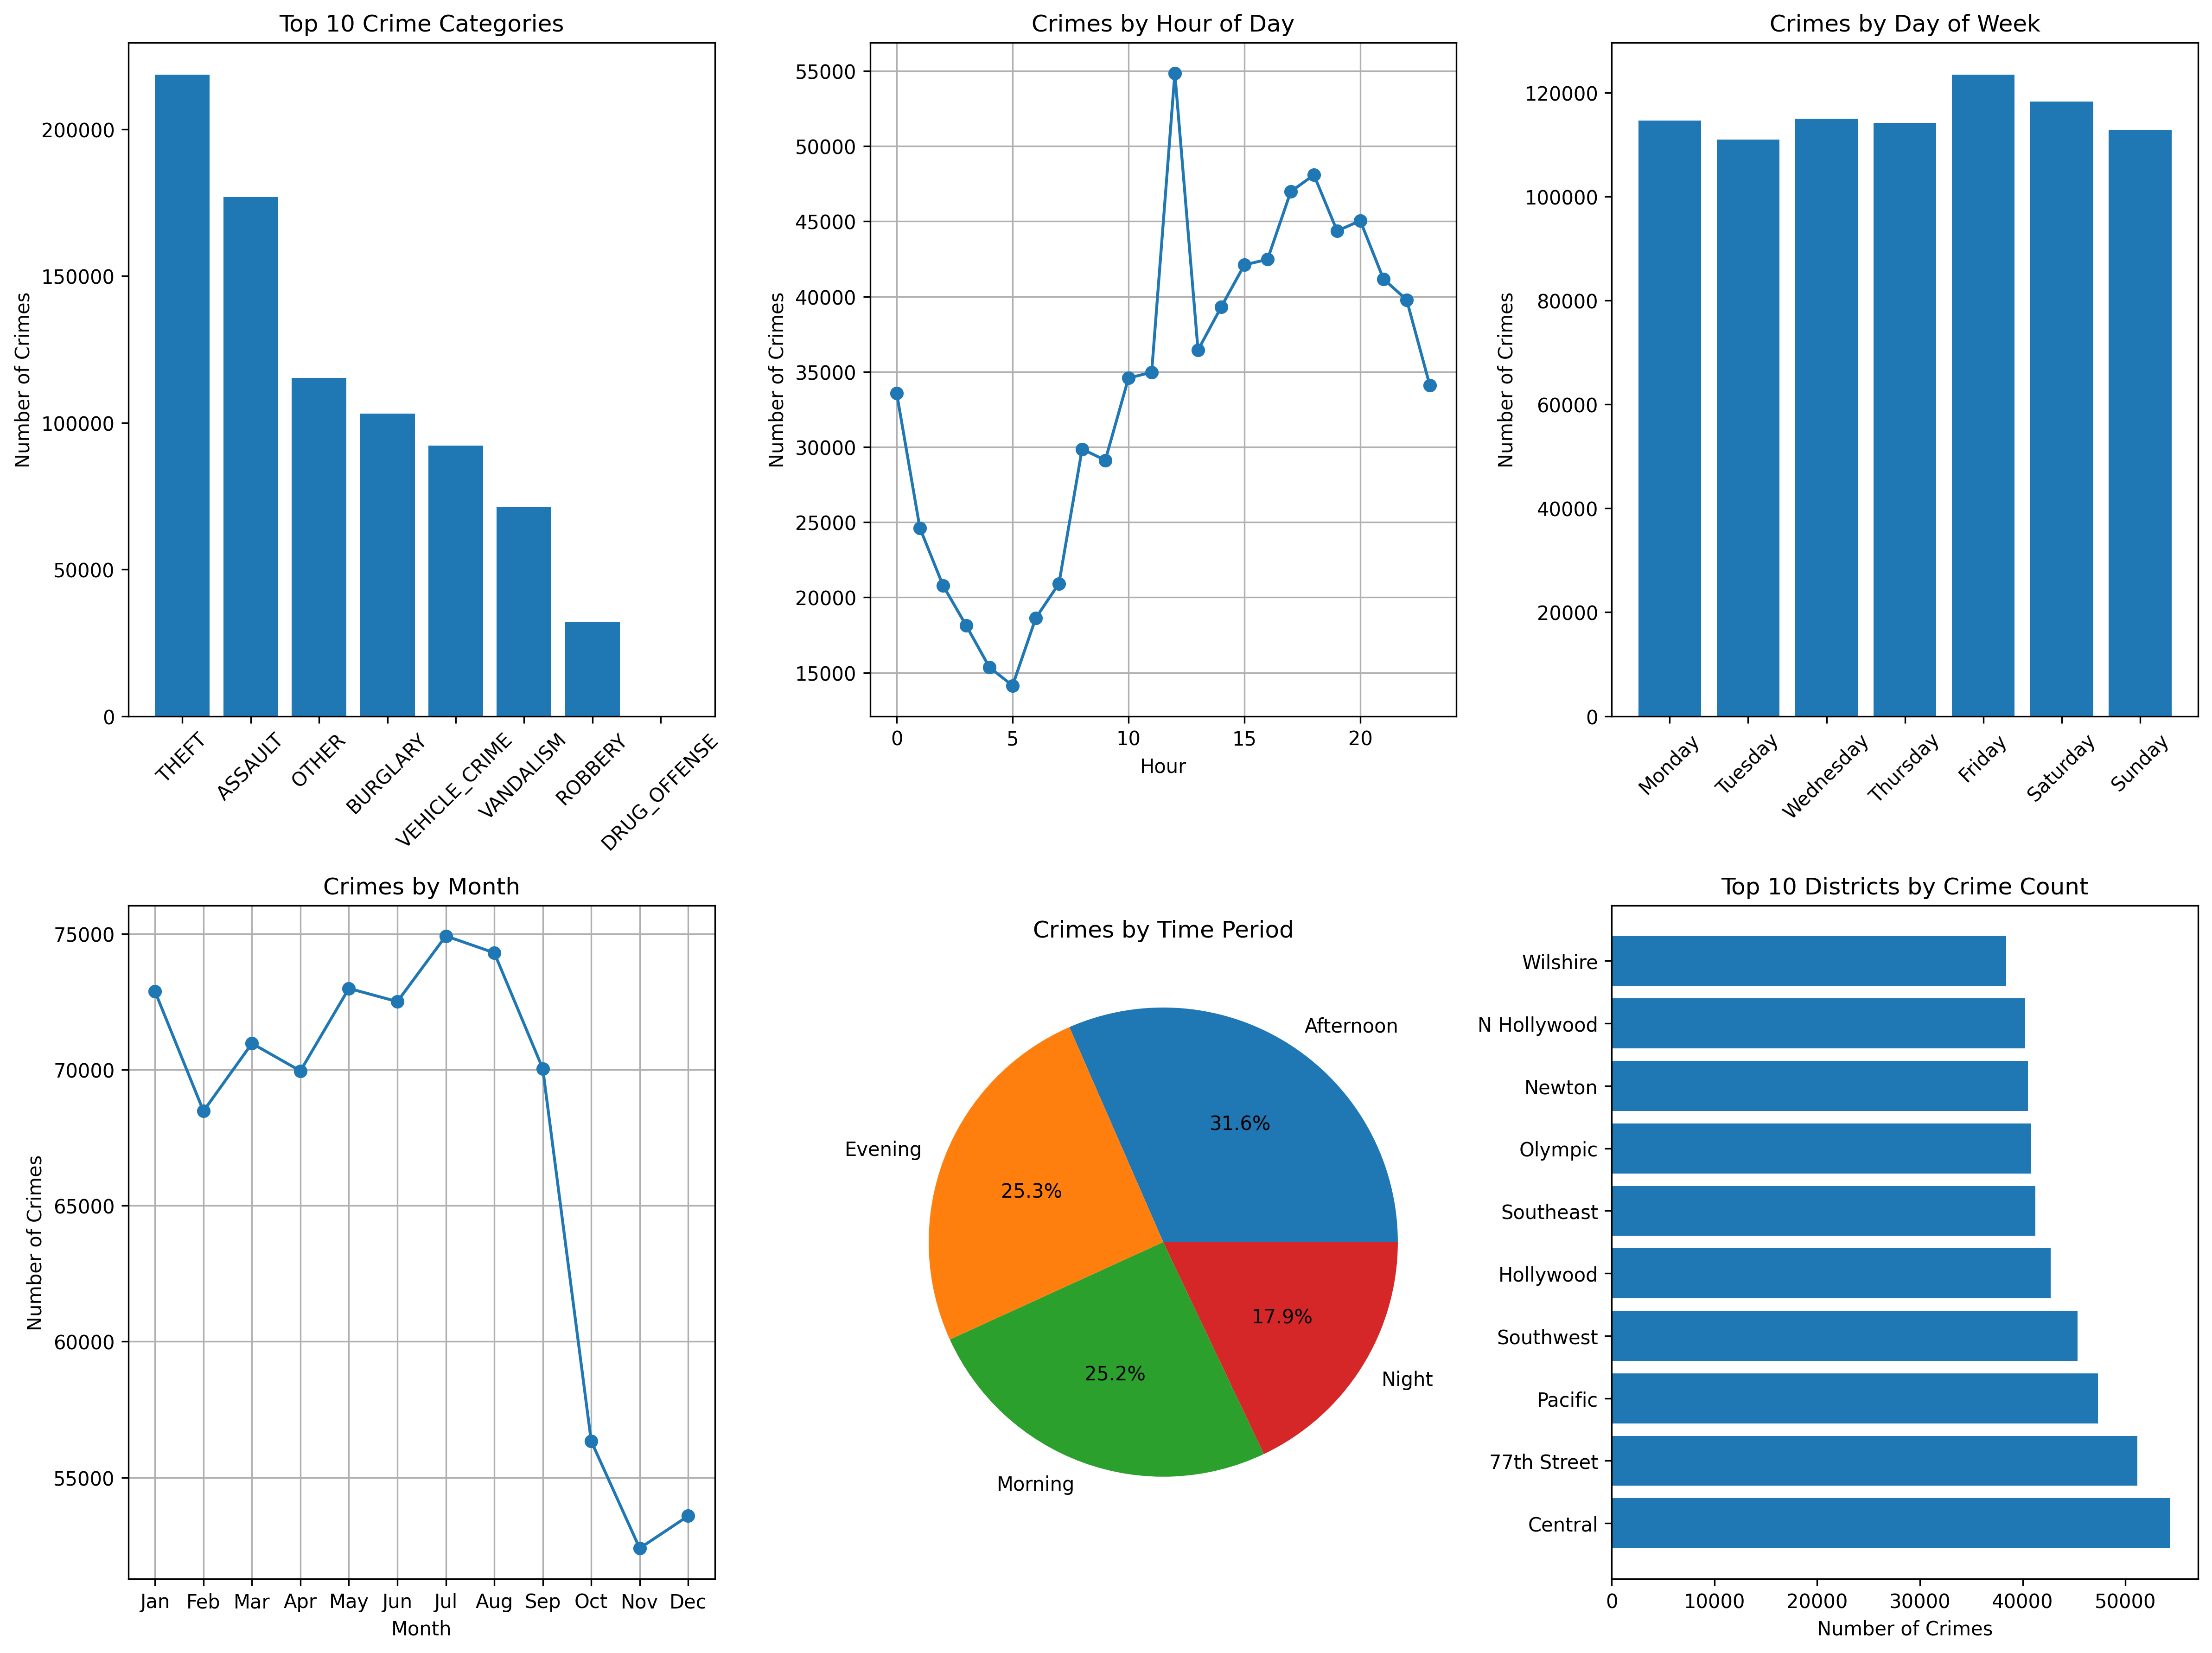 Top 10 Crime Categories
Number of Crimes
200000
150000
100000
50000
0
THEFT
ASSAULT
OTHER
BURGLARY
VEHICLE_CRIME
VANDALISM
ROBBERY
DRUG_OFFENSE
Crimes by Hour of Day
Number of Crimes
55000
50000
45000
40000
35000
30000
25000
20000
15000
0
5
10
15
20
Hour
Crimes by Day of Week
Number of Crimes
120000
100000
80000
60000
40000
20000
0
Monday
Tuesday
Wednesday
Thursday
Friday
Saturday
Sunday
Crimes by Month
Number of Crimes
75000
70000
65000
60000
55000
Jan
Feb
Mar
Apr
May
Jun
Jul
Aug
Sep
Oct
Nov
Dec
Month
Crimes by Time Period
Afternoon
31.6%
Evening
25.3%
Morning
25.2%
Night
17.9%
Top 10 Districts by Crime Count
Wilshire
N Hollywood
Newton
Olympic
Southeast
Hollywood
Southwest
Pacific
77th Street
Central
0
10000
20000
30000
40000
50000
Number of Crimes